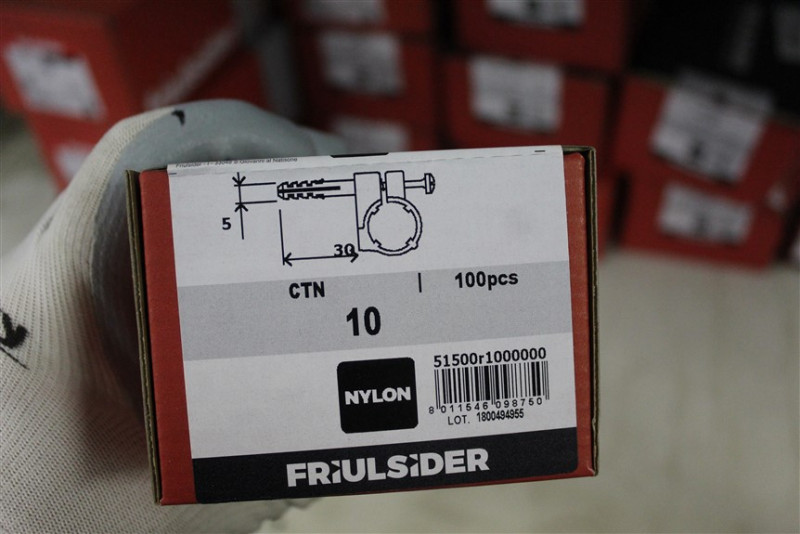 5
30
CTN | 100pcs
10
NYLON
51500r1000000
8 011546 098750
LOT. 1800494955
FRiULSiDER